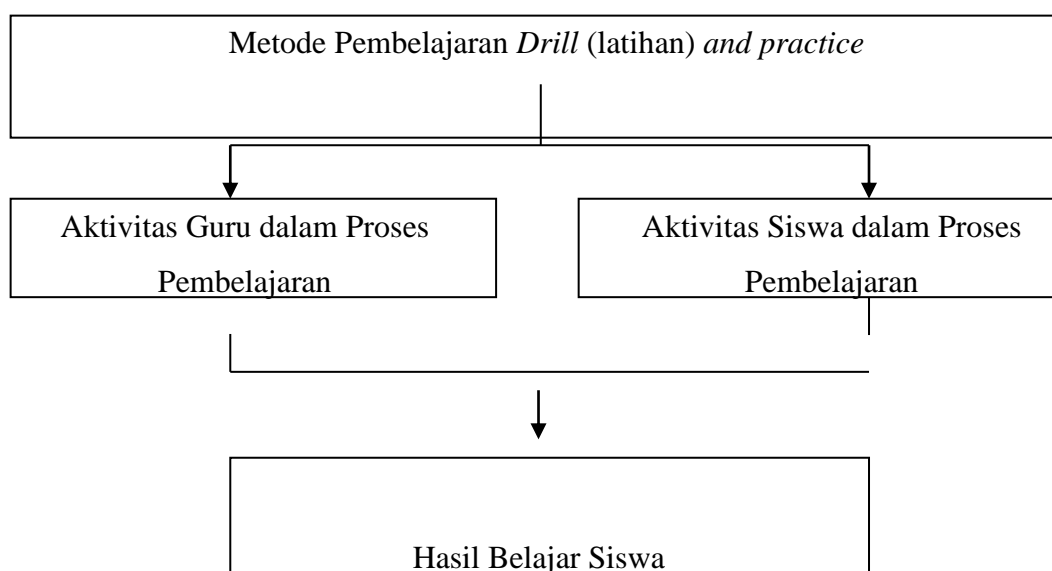 Metode Pembelajaran Drill (latihan) and practice
Aktivitas Guru dalam Proses
Pembelajaran
Aktivitas Siswa dalam Proses
Pembelajaran
Hasil Belajar Siswa